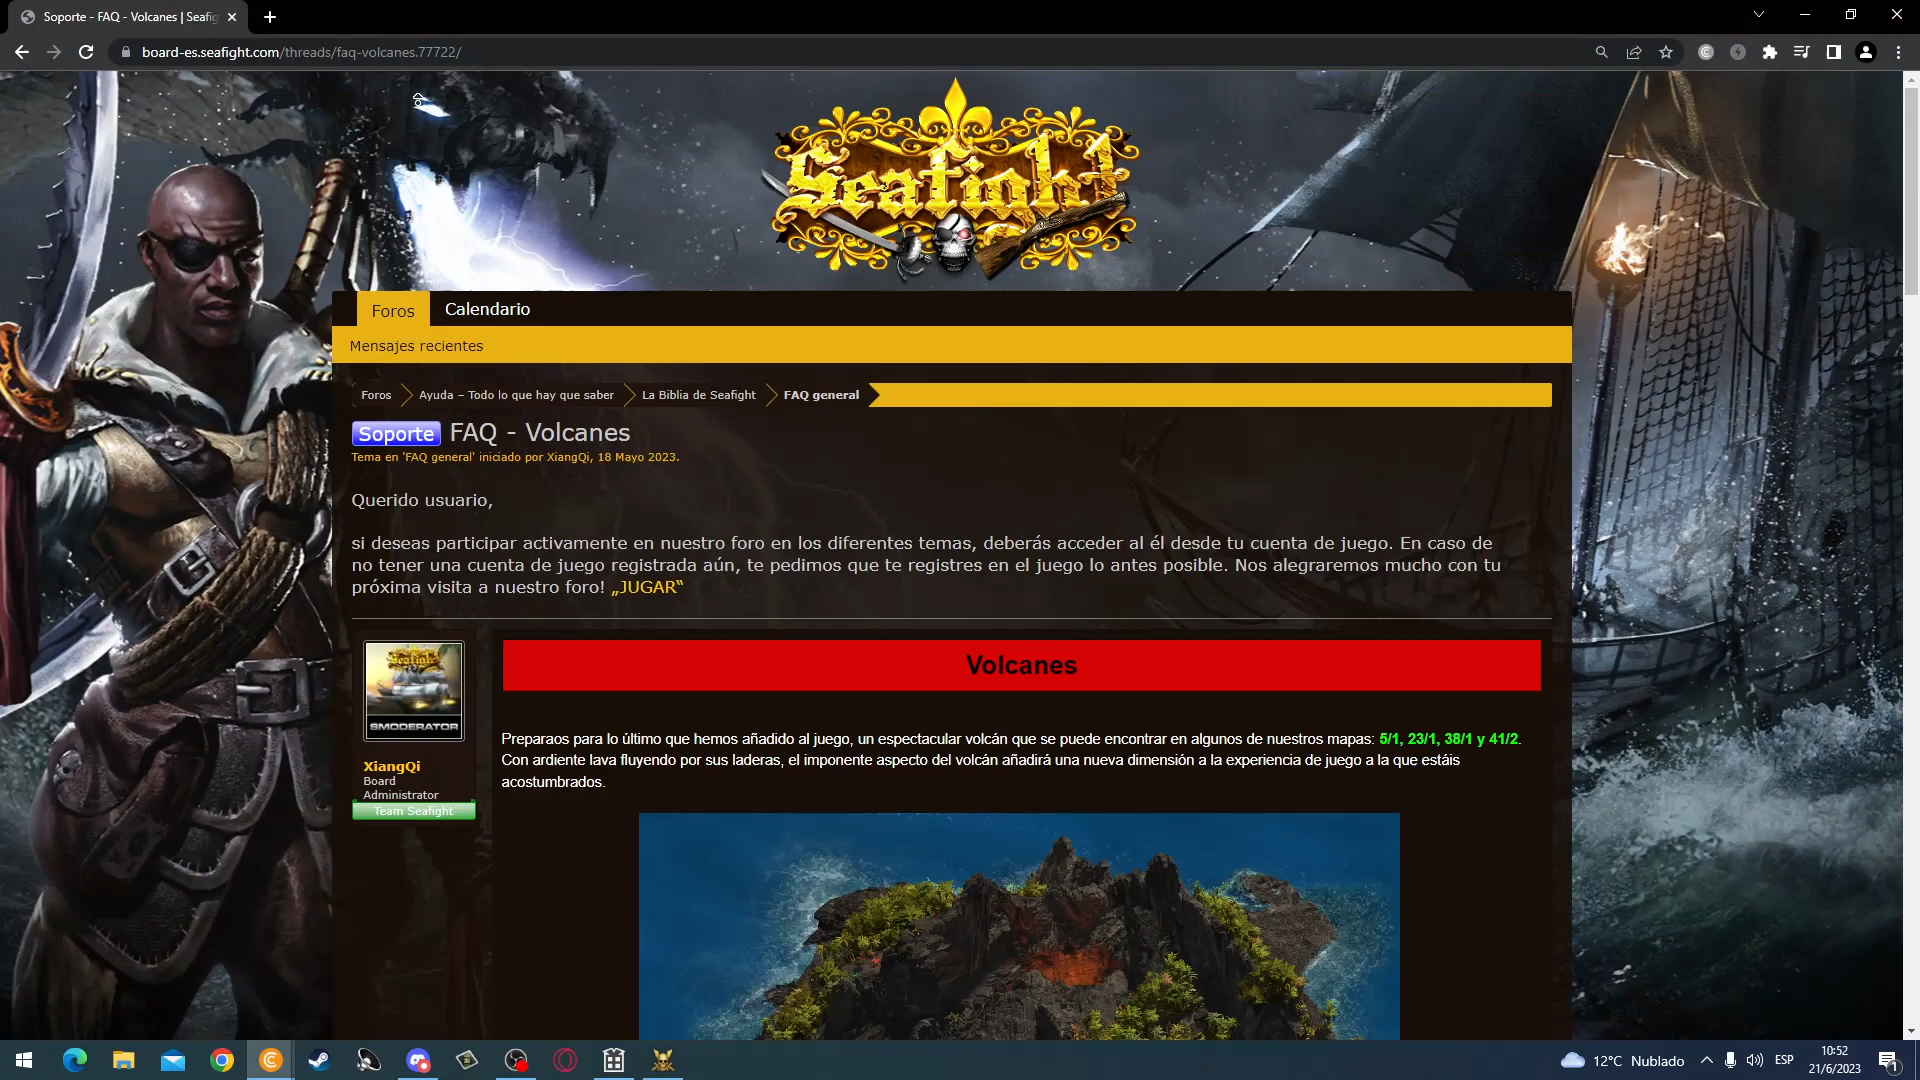 Soporte - FAQ - Volcanes | Seafig
board-es.seafight.com/threads/faq-volcanes.77722/
Seafight
Foros
Calendario
Mensajes recientes
Foros
Ayuda – Todo lo que hay que saber
La Biblia de Seafight
FAQ general
Soporte FAQ - Volcanes
Tema en 'FAQ general' iniciado por XiangQi, 18 Mayo 2023.
Querido usuario,
si deseas participar activamente en nuestro foro en los diferentes temas, deberás acceder al él desde tu cuenta de juego. En caso de
no tener una cuenta de juego registrada aún, te pedimos que te registres en el juego lo antes posible. Nos alegraremos mucho con tu
próxima visita a nuestro foro! „JUGAR“
Seafight
SMODERATOR
XiangQi
Board
Administrator
Team Seafight
Volcanes
Preparaos para lo último que hemos añadido al juego, un espectacular volcán que se puede encontrar en algunos de nuestros mapas: 5/1, 23/1, 38/1 y 41/2.
Con ardiente lava fluyendo por sus laderas, el imponente aspecto del volcán añadirá una nueva dimensión a la experiencia de juego a la que estáis
acostumbrados.
12°C Nublado
ESP
10:52
21/6/2023
1